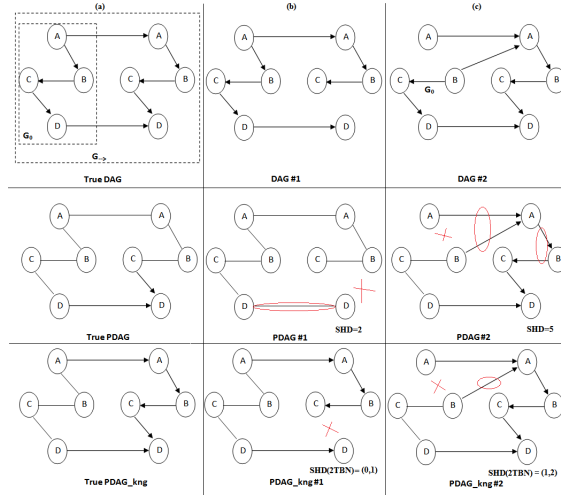 (a)
(b)
(c)
A A
C B C B
D D
G₀
G-->
True DAG
A A
C B C B
D D
DAG #1
A A
C B C B
G₀
D D
DAG #2
A A
C B C B
D D
True PDAG
A A
C B C B
D D
SHD=2
PDAG #1
A A
C B C B
D D
SHD=5
PDAG#2
A A
C B C B
D D
True PDAG_kng
A A
C B C B
D D
SHD(2TBN)= (0,1)
PDAG_kng #1
A A
C B C B
D D
SHD(2TBN) = (1,2)
PDAG_kng #2